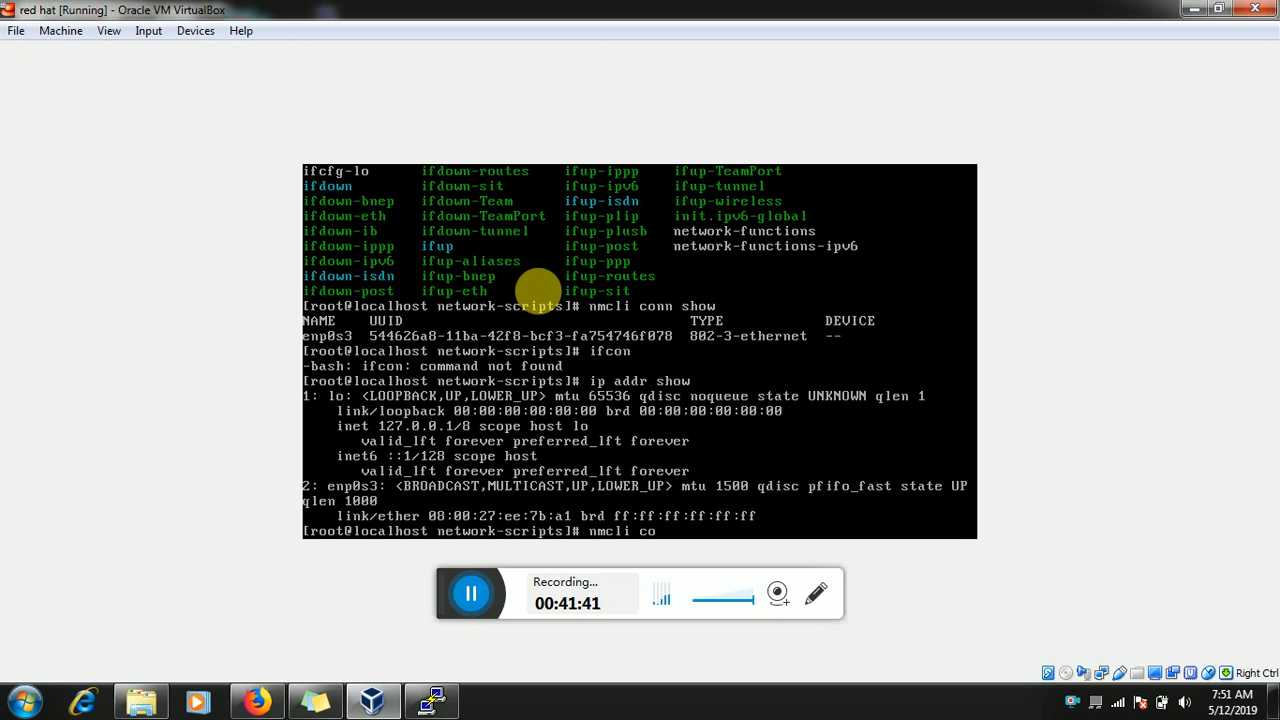 red hat [Running] - Oracle VM VirtualBox
File Machine View Input Devices Help
ifcfg-lo ifdown-routes ifup-ippp ifup-TeamPort
ifdown ifdown-sit ifup-ipv6 ifup-tunnel
ifdown-bnep ifdown-Team ifup-isdn ifup-wireless
ifdown-eth ifdown-TeamPort ifup-plip init.ipv6-global
ifdown-ib ifdown-tunnel ifup-plusb network-functions
ifdown-ippp ifup ifup-post network-functions-ipv6
ifdown-ipv6 ifup-aliases ifup-ppp
ifdown-isdn ifup-bnep ifup-routes
ifdown-post ifup-eth ifup-sit
[root@localhost network-scripts]# nmcli conn show
NAME UUID TYPE DEVICE
enp0s3 544626a8-11ba-42f8-bcf3-fa754746f078 802-3-ethernet --
[root@localhost network-scripts]# ifcon
-bash: ifcon: command not found
[root@localhost network-scripts]# ip addr show
1: lo: <LOOPBACK,UP,LOWER_UP> mtu 65536 qdisc noqueue state UNKNOWN qlen 1
link/loopback 00:00:00:00:00:00 brd 00:00:00:00:00:00
inet 127.0.0.1/8 scope host lo
valid_lft forever preferred_lft forever
inet6 ::1/128 scope host
valid_lft forever preferred_lft forever
2: enp0s3: <BROADCAST,MULTICAST,UP,LOWER_UP> mtu 1500 qdisc pfifo_fast state UP
qlen 1000
link/ether 08:00:27:ee:7b:a1 brd ff:ff:ff:ff:ff:ff
[root@localhost network-scripts]# nmcli co
Recording...
00:41:41
Right Ctrl
7:51 AM
5/12/2019